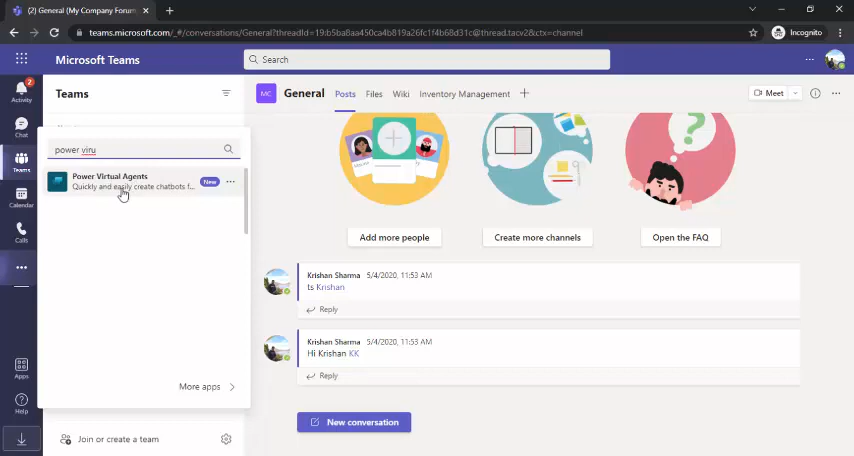 (2) General (My Company Forum
teams.microsoft.com/_#/conversations/General?threadId=19:b5ba8aa450ca4b819a26fc1f4b68d31c@thread.tacv2&ctx=channel
Incognito
Microsoft Teams
Search
Activity
2
Chat
Teams
Calendar
Calls
Apps
Help
Teams
power viru
Power Virtual Agents
Quickly and easily create chatbots f...
New
More apps
Join or create a team
MC
General
Posts
Files
Wiki
Inventory Management
Meet
Add more people
Create more channels
Open the FAQ
Krishan Sharma 5/4/2020, 11:53 AM
ts Krishan
Reply
Krishan Sharma 5/4/2020, 11:53 AM
Hi Krishan KK
Reply
New conversation